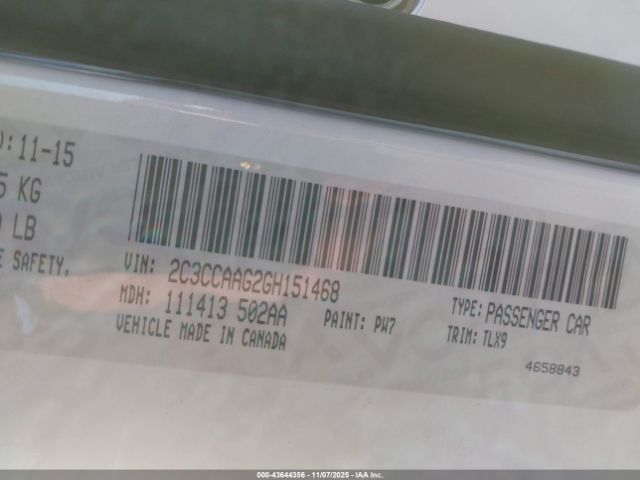 ): 11-15
5 KG
LB
E SAFETY,
VIN: 2C3CCAAG2GH151468
MDH: 111413 502AA
PAINT: PW7
VEHICLE MADE IN CANADA
TYPE: PASSENGER CAR
TRIM: TLX9
4658843
000-43644356 - 11/07/2025 - IAA Inc.